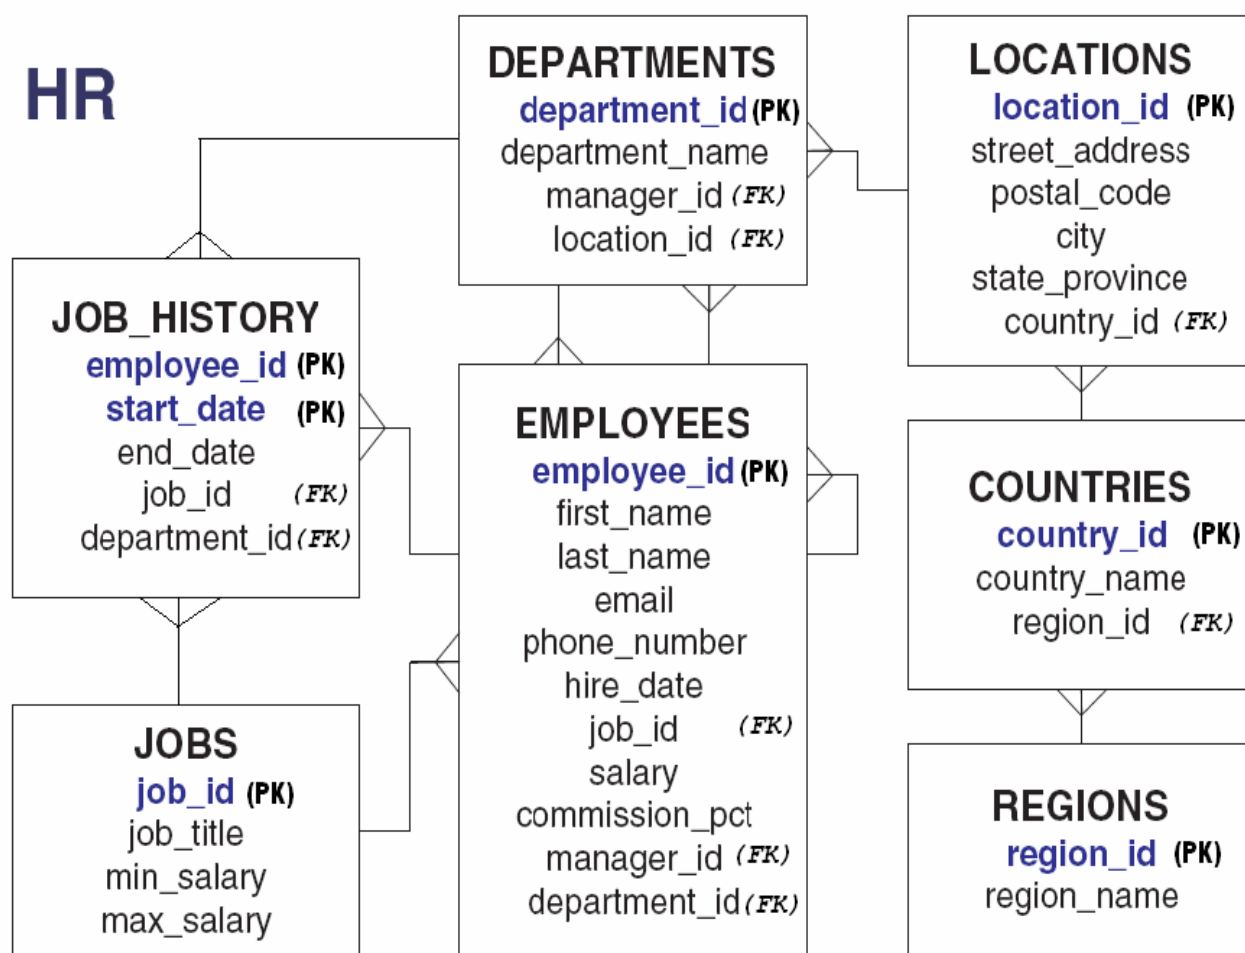 HR
DEPARTMENTS
department_id (PK)
department_name
manager_id (FK)
location_id (FK)
LOCATIONS
location_id (PK)
street_address
postal_code
city
state_province
country_id (FK)
JOB_HISTORY
employee_id (PK)
start_date (PK)
end_date
job_id (FK)
department_id (FK)
EMPLOYEES
employee_id (PK)
first_name
last_name
email
phone_number
hire_date
job_id (FK)
salary
commission_pct
manager_id (FK)
department_id (FK)
COUNTRIES
country_id (PK)
country_name
region_id (FK)
JOBS
job_id (PK)
job_title
min_salary
max_salary
REGIONS
region_id (PK)
region_name